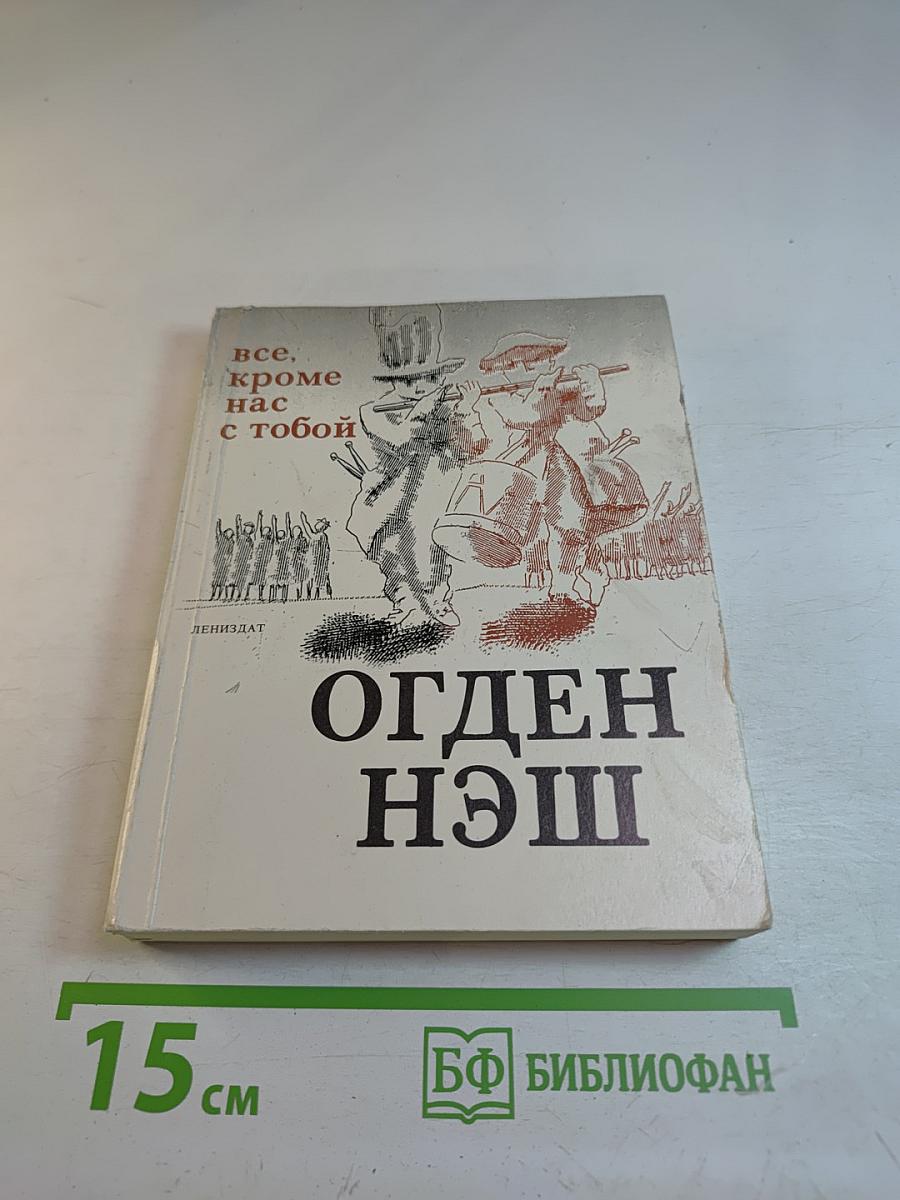 все,
кроме
нас
с тобой
ЛЕНИЗДАТ
ОГДЕН
НЭШ
15 см
БФ БИБЛИОФАН